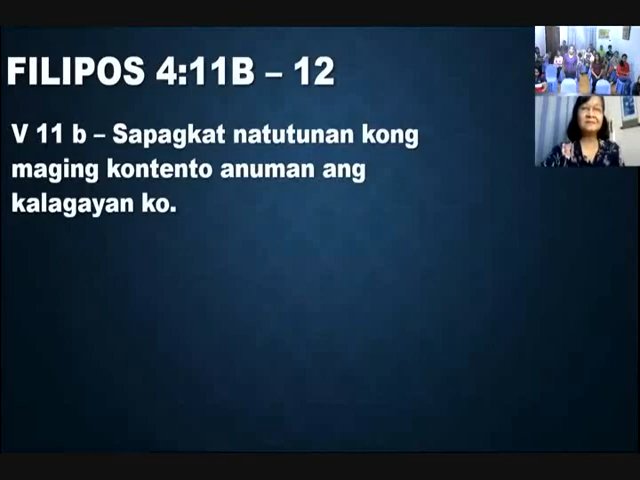 FILIPOS 4:11B – 12
V 11 b – Sapagkat natutunan kong
maging kontento anuman ang
kalagayan ko.